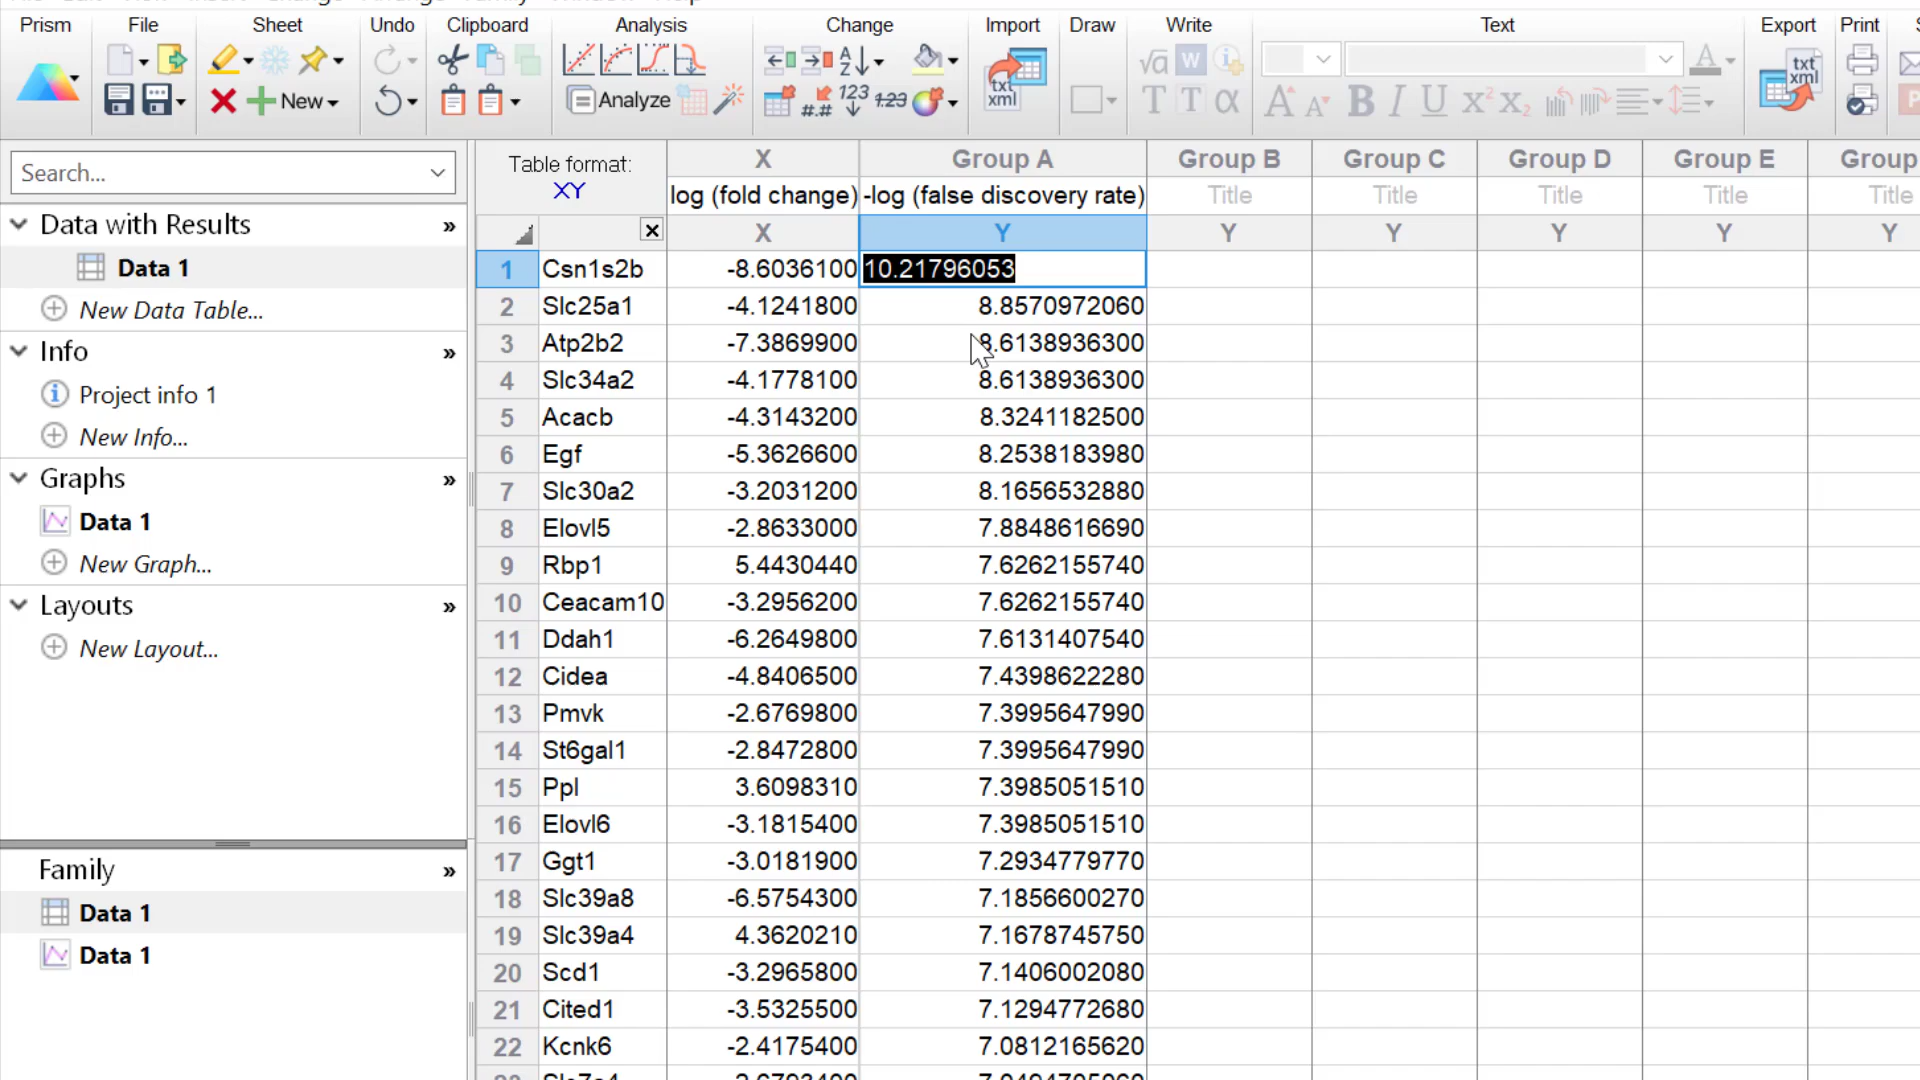 Prism File Sheet Undo Clipboard Analysis Change Import Draw Write Text Export Print
New
Analyze
Search...
Table format:
XY
X Group A Group B Group C Group D Group E Group
log (fold change) -log (false discovery rate) Title Title Title Title Title
X Y Y Y Y Y Y
Data with Results
Data 1
New Data Table...
Info
Project info 1
New Info...
Graphs
Data 1
New Graph...
Layouts
New Layout...
Family
Data 1
Data 1
1 Csn1s2b -8.6036100 10.21796053
2 Slc25a1 -4.1241800 8.8570972060
3 Atp2b2 -7.3869900 8.6138936300
4 Slc34a2 -4.1778100 8.6138936300
5 Acacb -4.3143200 8.3241182500
6 Egf -5.3626600 8.2538183980
7 Slc30a2 -3.2031200 8.1656532880
8 Elovl5 -2.8633000 7.8848616690
9 Rbp1 5.4430440 7.6262155740
10 Ceacam10 -3.2956200 7.6262155740
11 Ddah1 -6.2649800 7.6131407540
12 Cidea -4.8406500 7.4398622280
13 Pmvk -2.6769800 7.3995647990
14 St6gal1 -2.8472800 7.3995647990
15 Ppl 3.6098310 7.3985051510
16 Elovl6 -3.1815400 7.3985051510
17 Ggt1 -3.0181900 7.2934779770
18 Slc39a8 -6.5754300 7.1856600270
19 Slc39a4 4.3620210 7.1678745750
20 Scd1 -3.2965800 7.1406002080
21 Cited1 -3.5325500 7.1294772680
22 Kcnk6 -2.4175400 7.0812165620